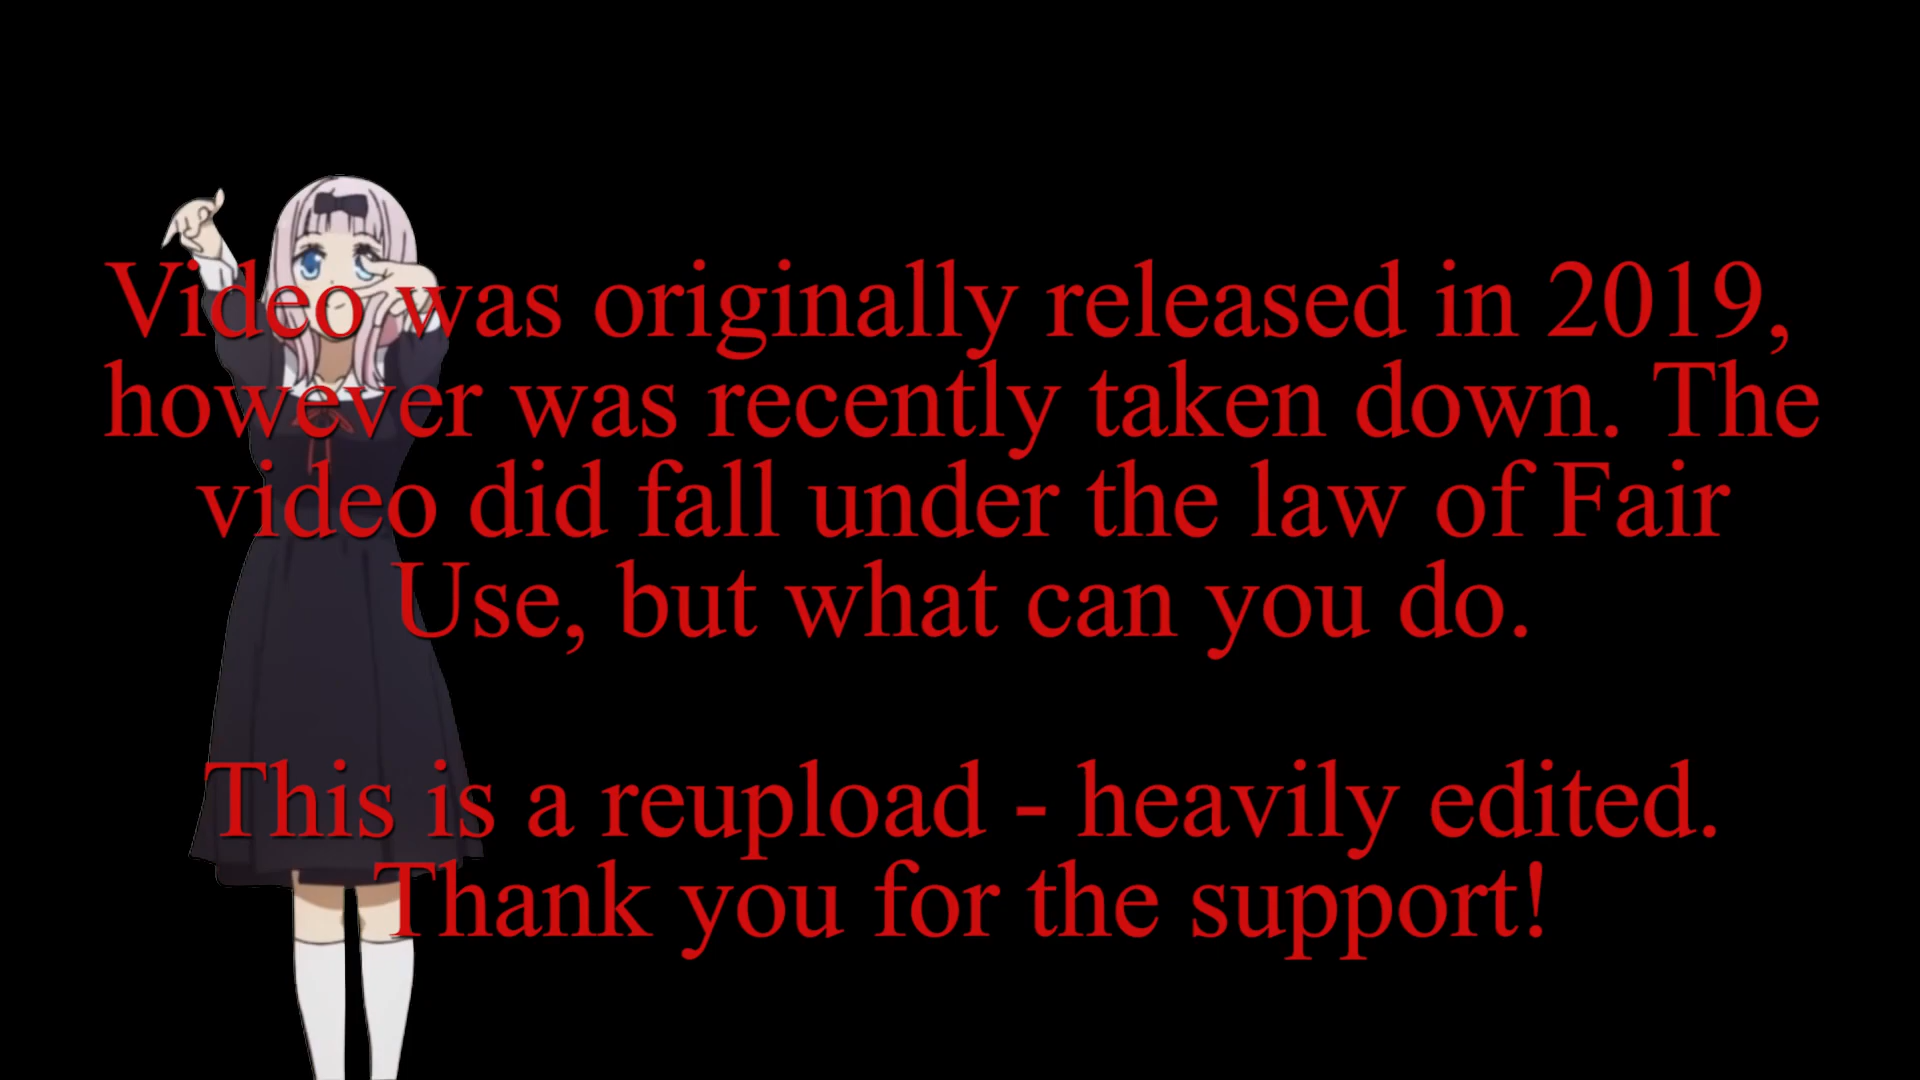 Video was originally released in 2019,
however was recently taken down. The
video did fall under the law of Fair
Use, but what can you do.
This is a reupload - heavily edited.
Thank you for the support!